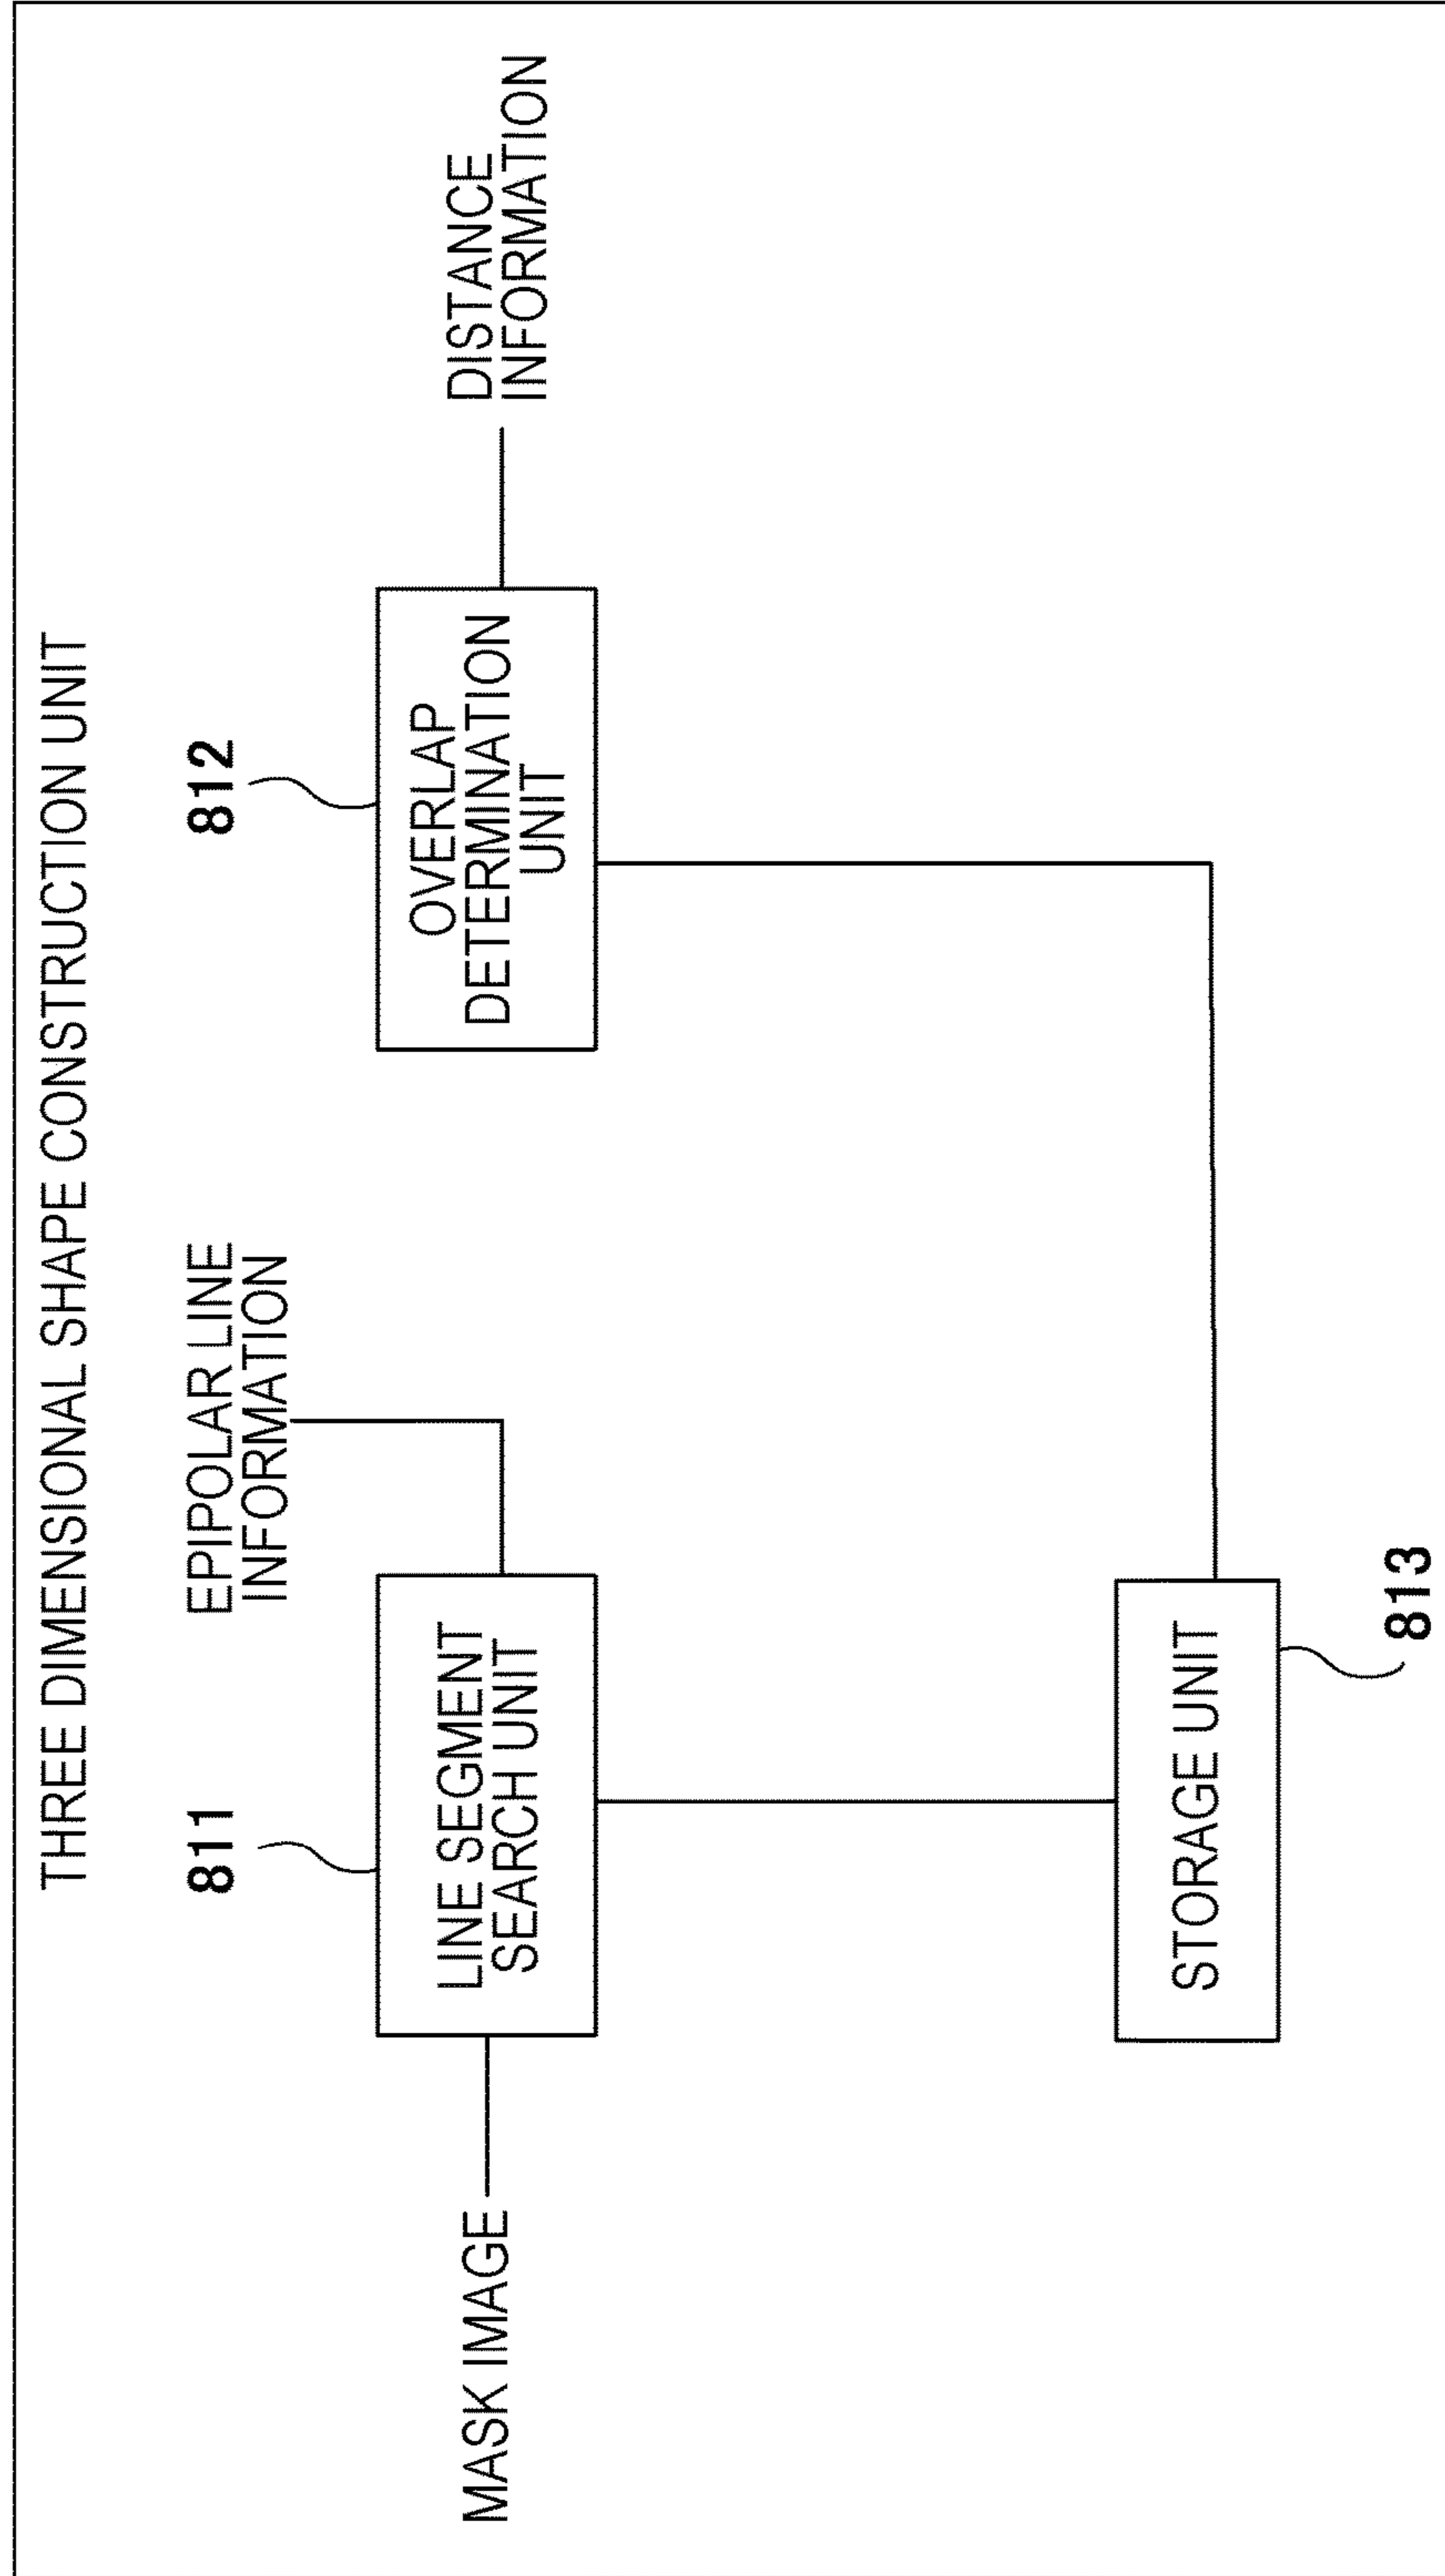 THREE DIMENSIONAL SHAPE CONSTRUCTION UNIT
811
EPIPOLAR LINE
INFORMATION
812
MASK IMAGE
LINE SEGMENT
SEARCH UNIT
OVERLAP
DETERMINATION
UNIT
DISTANCE
INFORMATION
STORAGE UNIT
813